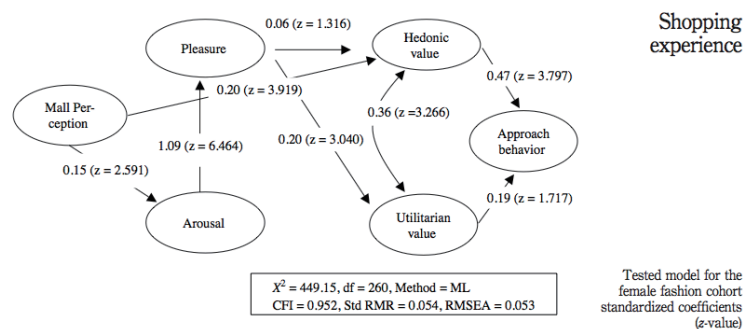 Shopping
experience
0.06 (z = 1.316)
Pleasure
Hedonic
value
0.47 (z = 3.797)
0.20 (z = 3.919)
Mall Per-
ception
0.36 (z =3.266)
Approach
behavior
1.09 (z = 6.464)
0.20 (z = 3.040)
0.15 (z = 2.591)
0.19 (z = 1.717)
Arousal
Utilitarian
value
X² = 449.15, df = 260, Method = ML
CFI = 0.952, Std RMR = 0.054, RMSEA = 0.053
Tested model for the
female fashion cohort
standardized coefficients
(z-value)